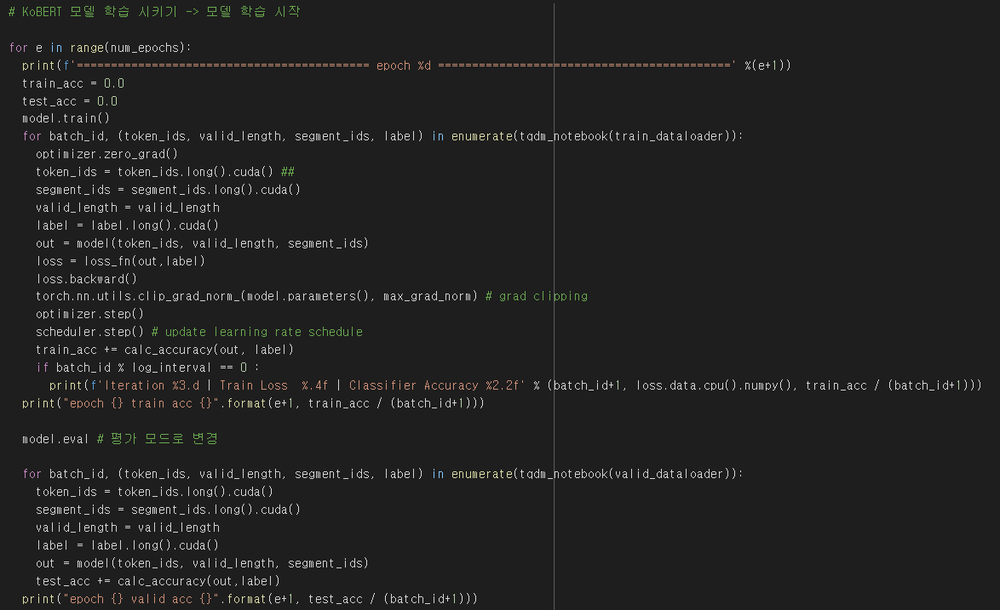 # KoBERT 모델 학습 시키기 -> 모델 학습 시작
for e in range(num_epochs):
print(f'=========================================== epoch %d ===========================================' %(e+1))
train_acc = 0.0
test_acc = 0.0
model.train()
for batch_id, (token_ids, valid_length, segment_ids, label) in enumerate(tqdm_notebook(train_dataloader)):
optimizer.zero_grad()
token_ids = token_ids.long().cuda() ##
segment_ids = segment_ids.long().cuda()
valid_length = valid_length
label = label.long().cuda()
out = model(token_ids, valid_length, segment_ids)
loss = loss_fn(out,label)
loss.backward()
torch.nn.utils.clip_grad_norm_(model.parameters(), max_grad_norm) # grad clipping
optimizer.step()
scheduler.step() # update learning rate schedule
train_acc += calc_accuracy(out, label)
if batch_id % log_interval == 0 :
print(f'Iteration %3.d | Train Loss  %.4f | Classifier Accuracy %2.2f' % (batch_id+1, loss.data.cpu().numpy(), train_acc / (batch_id+1)))
print("epoch {} train acc {}".format(e+1, train_acc / (batch_id+1)))
model.eval # 평가 모드로 변경
for batch_id, (token_ids, valid_length, segment_ids, label) in enumerate(tqdm_notebook(valid_dataloader)):
token_ids = token_ids.long().cuda()
segment_ids = segment_ids.long().cuda()
valid_length = valid_length
label = label.long().cuda()
out = model(token_ids, valid_length, segment_ids)
test_acc += calc_accuracy(out,label)
print("epoch {} valid acc {}".format(e+1, test_acc / (batch_id+1)))